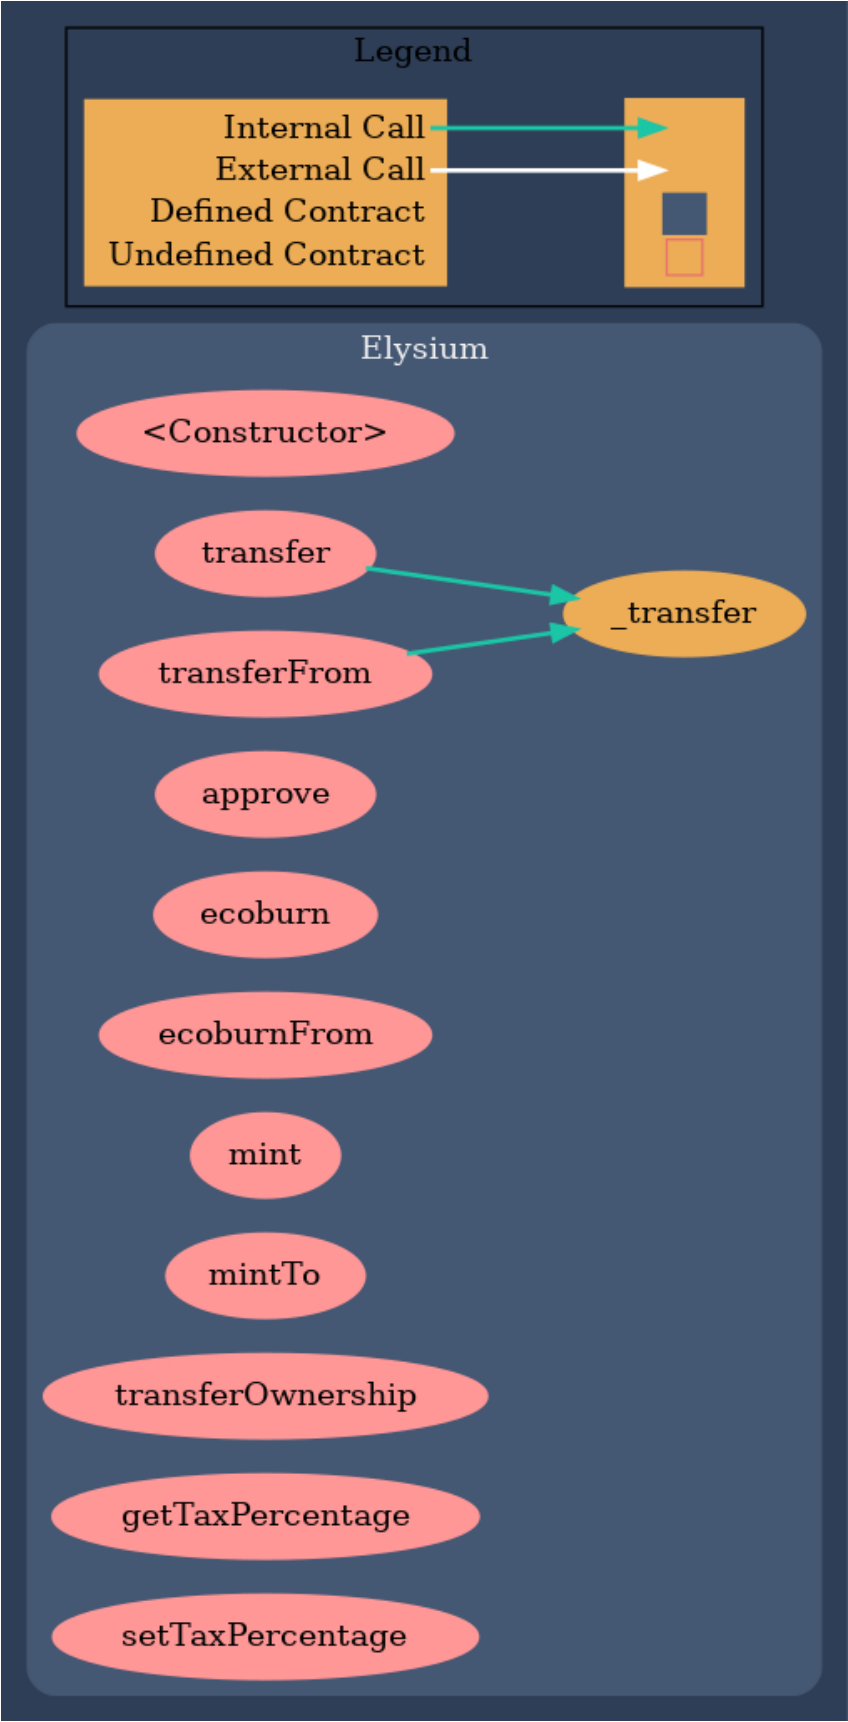 Legend
Internal Call
External Call
Defined Contract
Undefined Contract
Elysium
<Constructor>
transfer
_transfer
transferFrom
approve
ecoburn
ecoburnFrom
mint
mintTo
transferOwnership
getTaxPercentage
setTaxPercentage